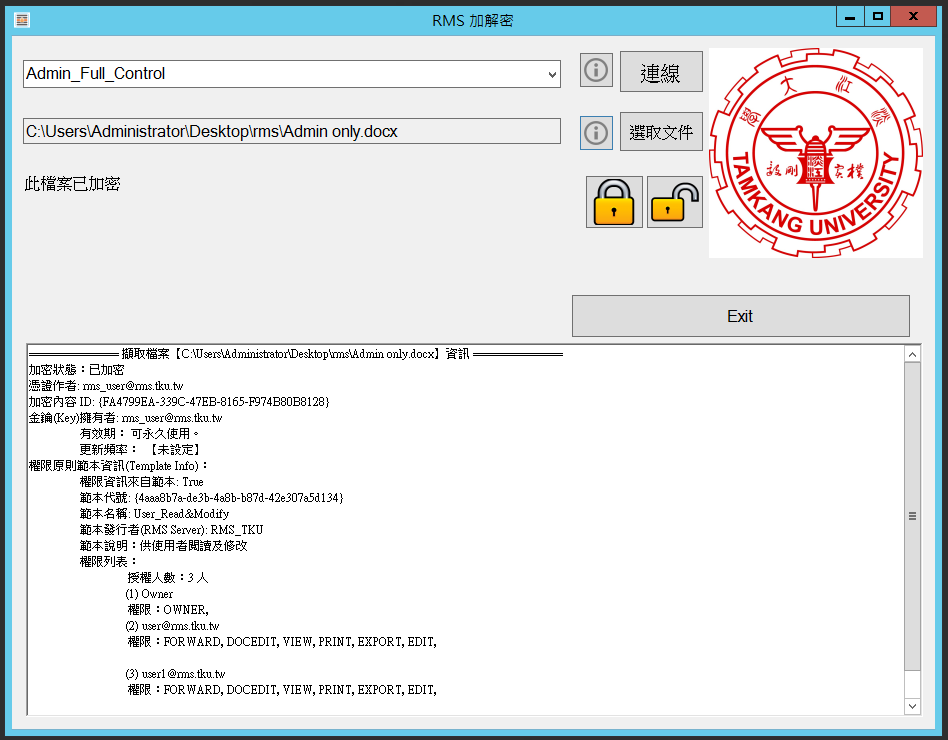 RMS 加解密
Admin_Full_Control
連線
C:\Users\Administrator\Desktop\rms\Admin only.docx
選取文件
此檔案已加密
淡江大學
樸實剛毅
TAMKANG UNIVERSITY
Exit
═══════════ 擷取檔案【C:\Users\Administrator\Desktop\rms\Admin only.docx】資訊 ═══════════
加密狀態：已加密
憑證作者: rms_user@rms.tku.tw
加密內容 ID: {FA4799EA-339C-47EB-8165-F974B80B8128}
金鑰(Key)擁有者: rms_user@rms.tku.tw
有效期： 可永久使用。
更新頻率： 【未設定】
權限原則範本資訊(Template Info)：
權限資訊來自範本: True
範本代號: {4aaa8b7a-de3b-4a8b-b87d-42e307a5d134}
範本名稱: User_Read&Modify
範本發行者(RMS Server): RMS_TKU
範本說明：供使用者閱讀及修改
權限列表：
授權人數：3 人
(1) Owner
權限：OWNER,
(2) user@rms.tku.tw
權限：FORWARD, DOCEDIT, VIEW, PRINT, EXPORT, EDIT,
(3) user1@rms.tku.tw
權限：FORWARD, DOCEDIT, VIEW, PRINT, EXPORT, EDIT,